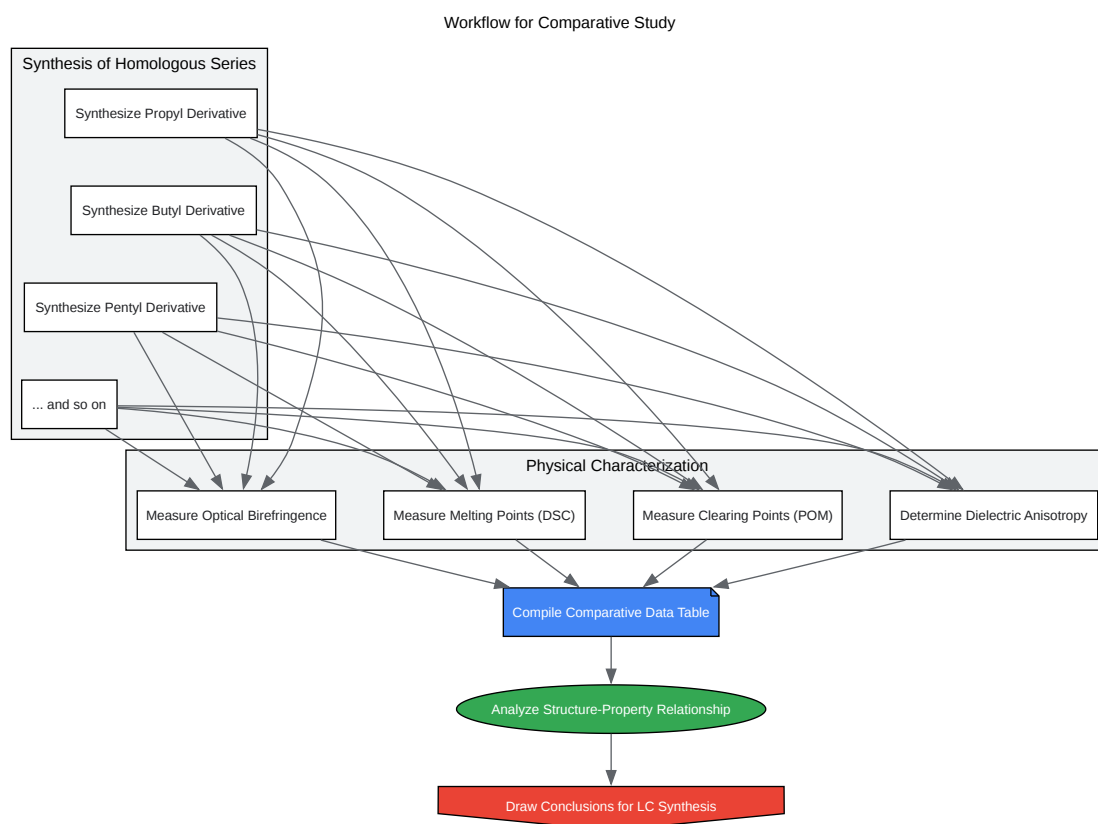 Workflow for Comparative Study
Synthesis of Homologous Series
Synthesize Propyl Derivative
Synthesize Butyl Derivative
Synthesize Pentyl Derivative
... and so on
Physical Characterization
Measure Optical Birefringence
Measure Melting Points (DSC)
Measure Clearing Points (POM)
Determine Dielectric Anisotropy
Compile Comparative Data Table
Analyze Structure-Property Relationship
Draw Conclusions for LC Synthesis